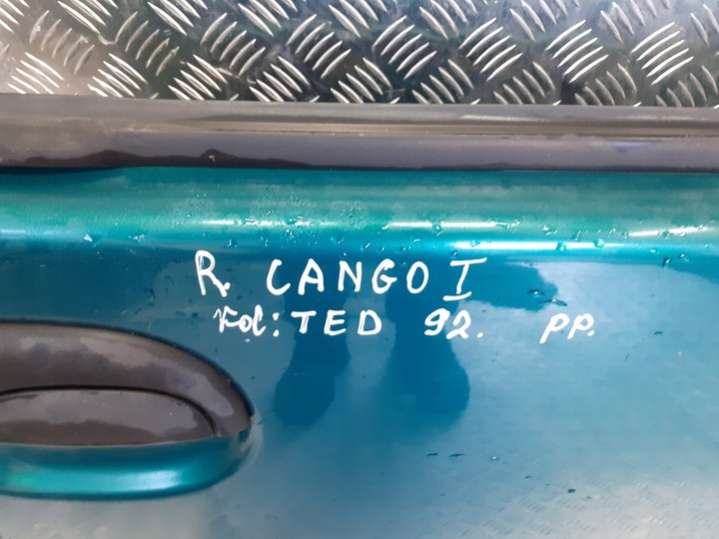 R. CANGO I
Kol: TED 92. PP.